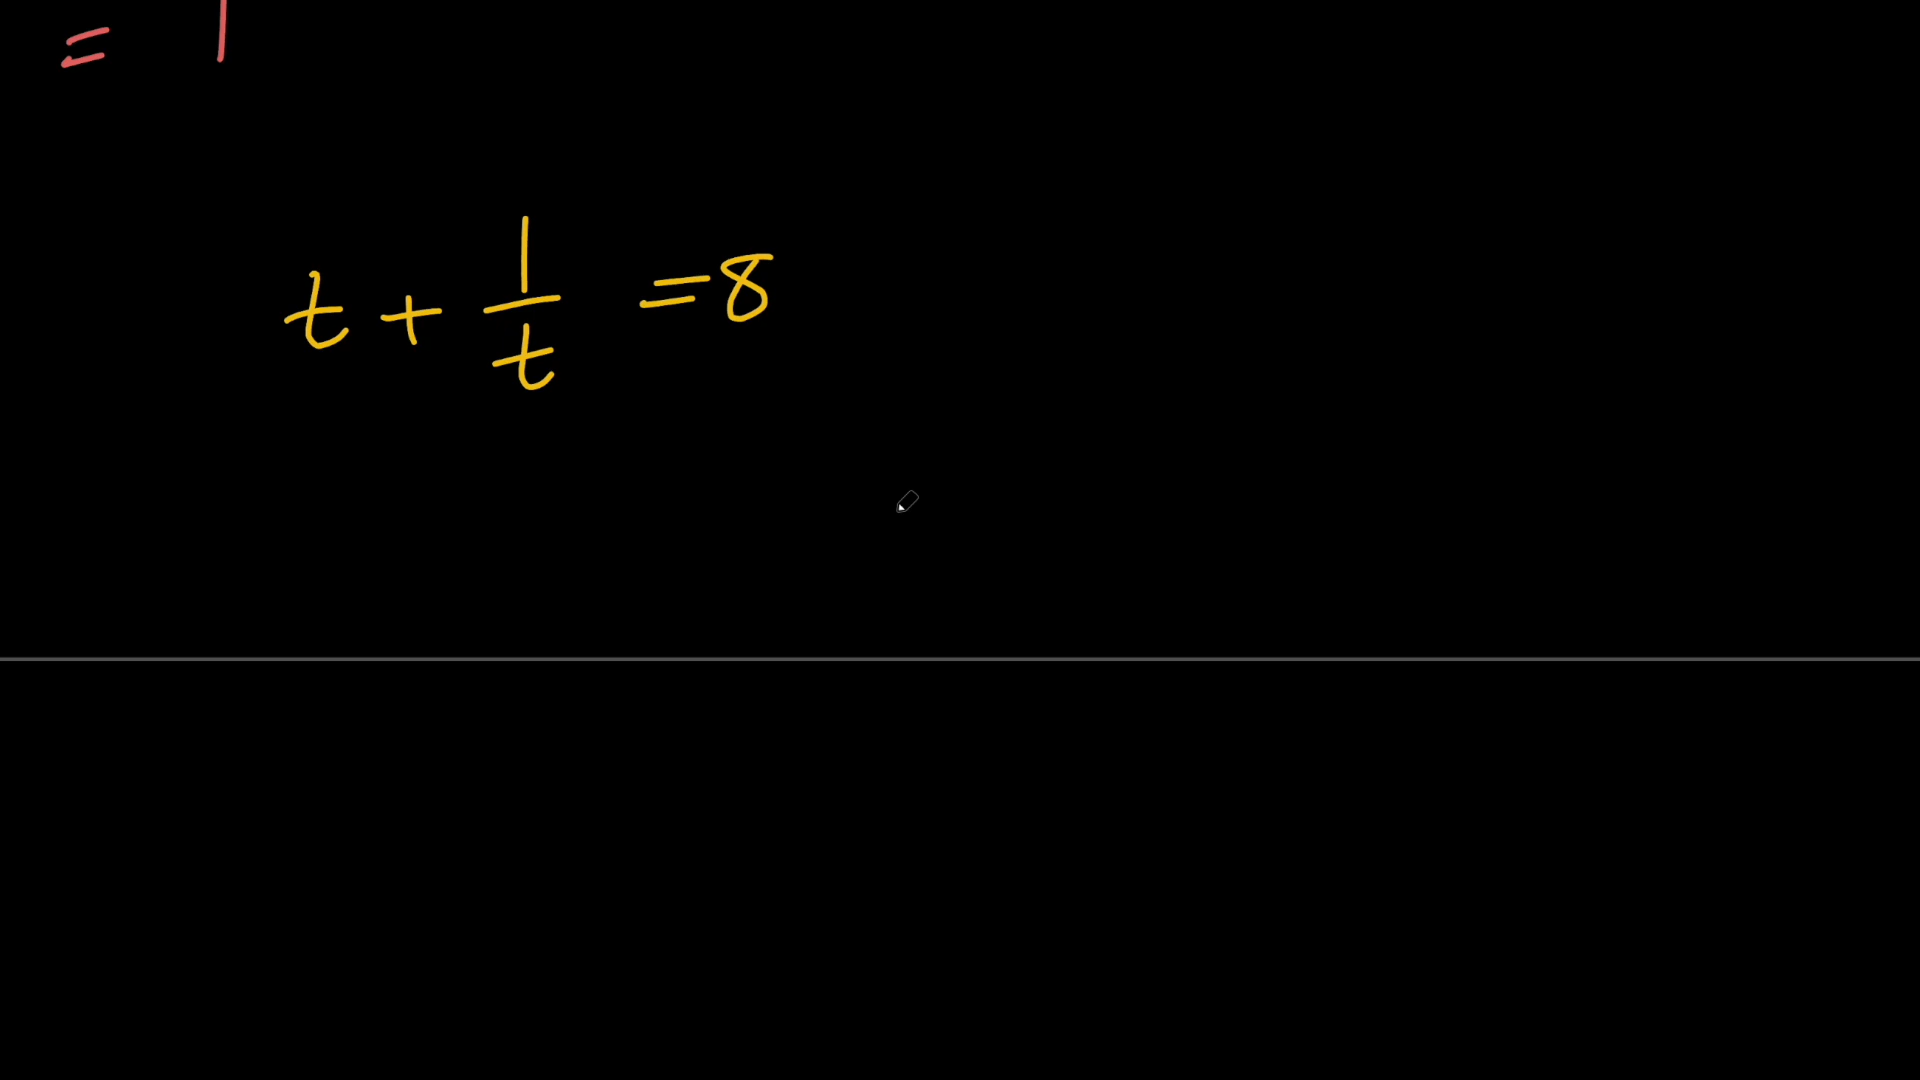 = 1
t + 1/t = 8